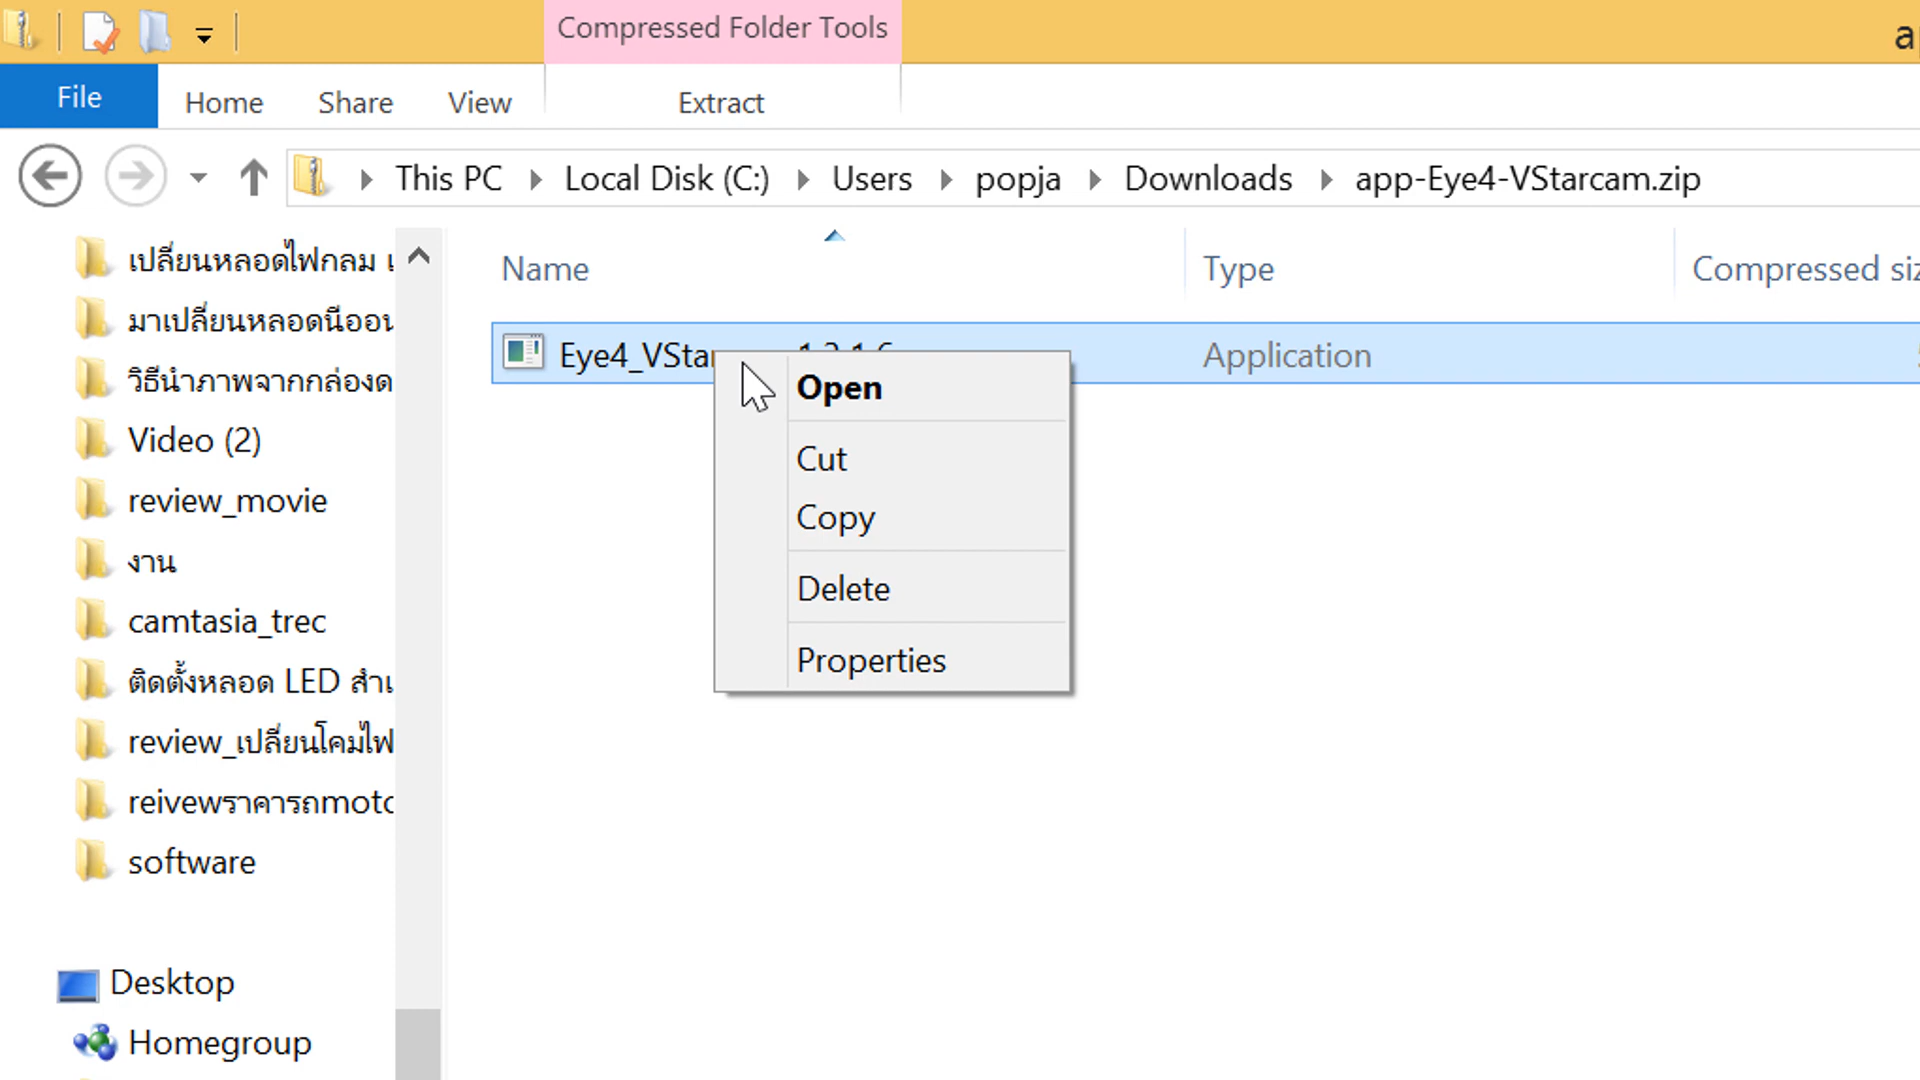 Compressed Folder Tools
File
Home
Share
View
Extract
This PC
Local Disk (C:)
Users
popja
Downloads
app-Eye4-VStarcam.zip
Name
Type
Compressed
Application
Open
Cut
Copy
Delete
Properties
เปลี่ยนหลอดไฟกลม
มาเปลี่ยนหลอดนีออน
วิธีนำภาพจากกล่องด
Video (2)
review_movie
งาน
camtasia_trec
ติดตั้งหลอด LED
review_เปลี่ยนโคมไฟ
reivewราคารถmoto
software
Desktop
Homegroup